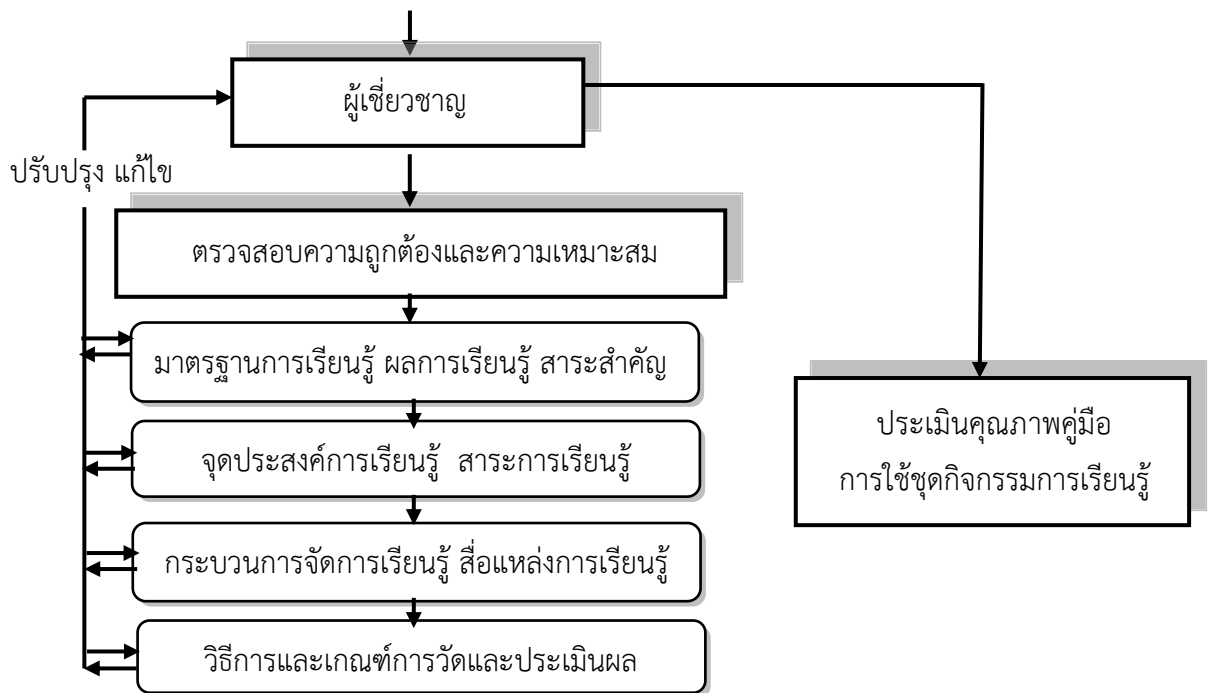 ผู้เชี่ยวชาญ
ปรับปรุง แก้ไข
ตรวจสอบความถูกต้องและความเหมาะสม
มาตรฐานการเรียนรู้ ผลการเรียนรู้ สาระสำคัญ
จุดประสงค์การเรียนรู้ สาระการเรียนรู้
กระบวนการจัดการเรียนรู้ สื่อแหล่งการเรียนรู้
วิธีการและเกณฑ์การวัดและประเมินผล
ประเมินคุณภาพคู่มือ
การใช้ชุดกิจกรรมการเรียนรู้